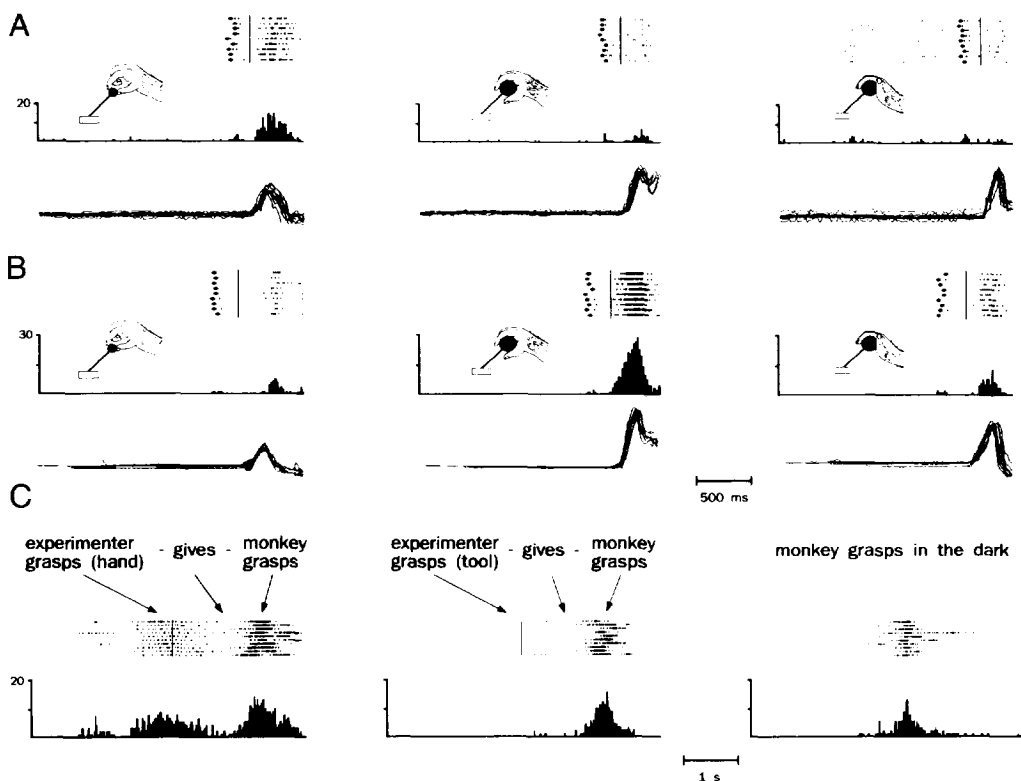 A
20
B
30
500 ms
C
experimenter grasps (hand) - gives - monkey grasps
experimenter grasps (tool) - gives - monkey grasps
monkey grasps in the dark
20
1 s